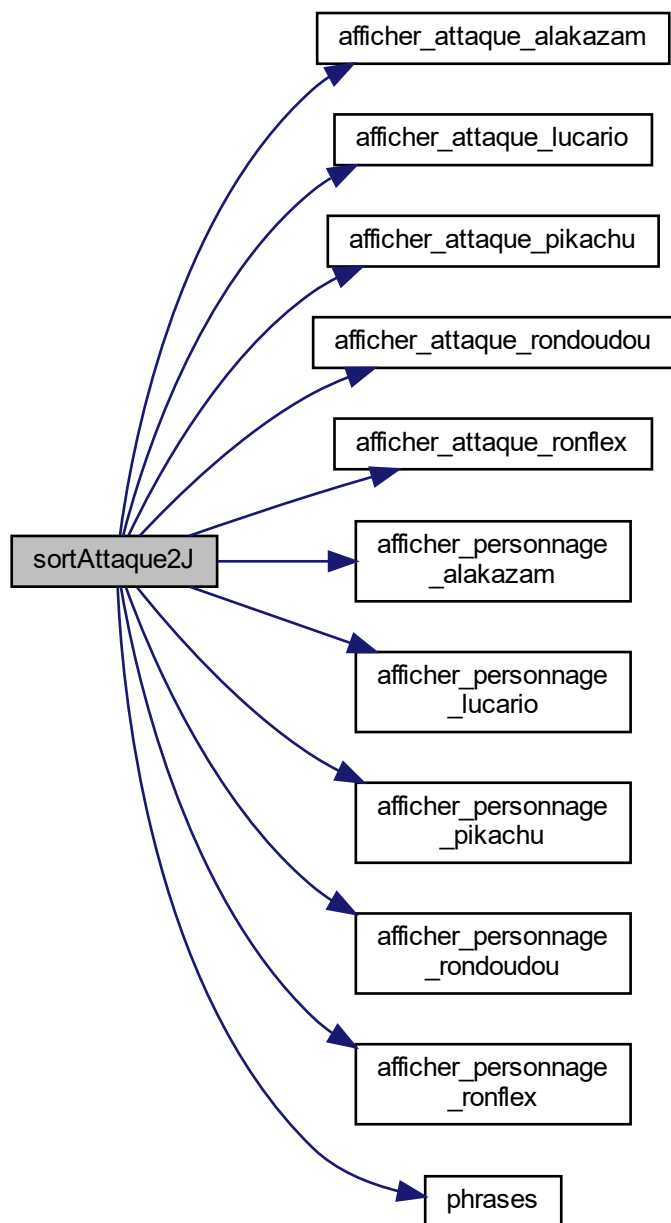 afficher_attaque_alakazam
afficher_attaque_lucario
afficher_attaque_pikachu
afficher_attaque_rondoudou
afficher_attaque_ronflex
sortAttaque2J
afficher_personnage
_alakazam
afficher_personnage
_lucario
afficher_personnage
_pikachu
afficher_personnage
_rondoudou
afficher_personnage
_ronflex
phrases